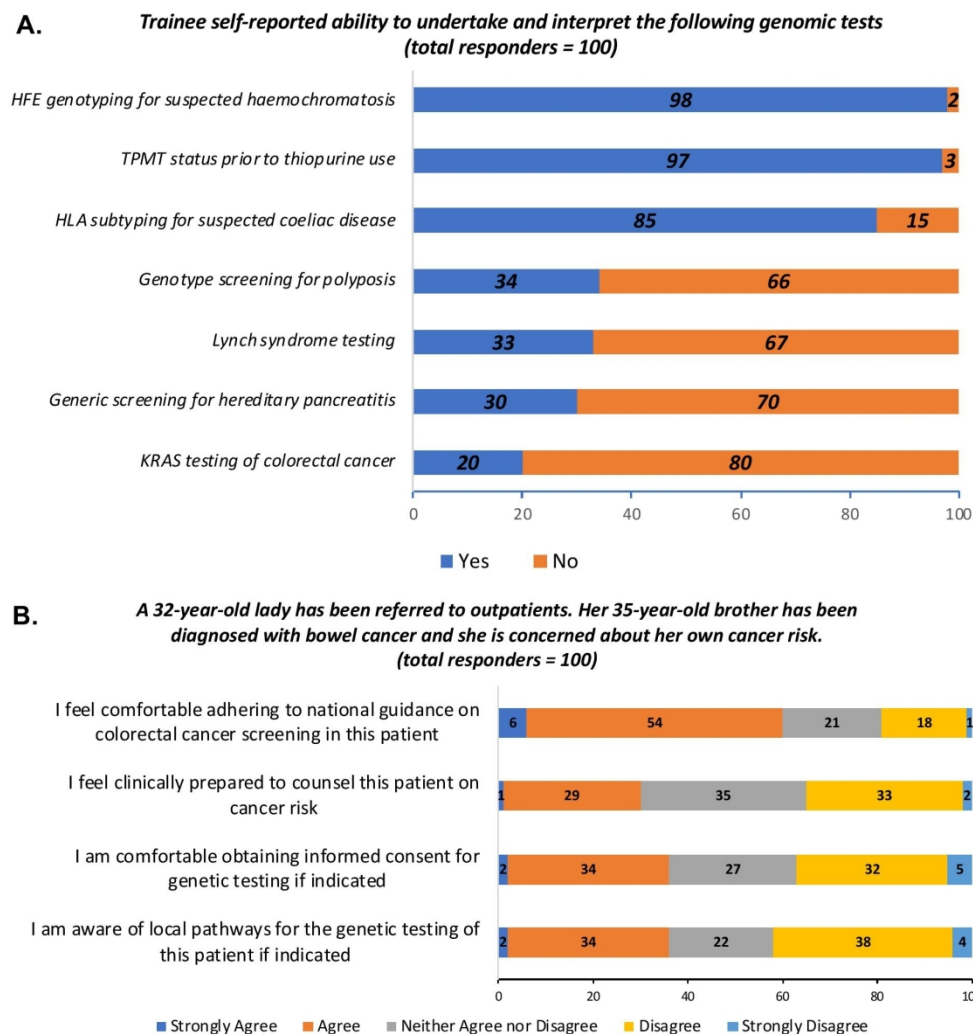 A.
Trainee self-reported ability to undertake and interpret the following genomic tests
(total responders = 100)
HFE genotyping for suspected haemochromatosis
98
2
TPMT status prior to thiopurine use
97
3
HLA subtyping for suspected coeliac disease
85
15
Genotype screening for polyposis
34
66
Lynch syndrome testing
33
67
Generic screening for hereditary pancreatitis
30
70
KRAS testing of colorectal cancer
20
80
0 20 40 60 80 100
Yes No
B.
A 32-year-old lady has been referred to outpatients. Her 35-year-old brother has been
diagnosed with bowel cancer and she is concerned about her own cancer risk.
(total responders = 100)
I feel comfortable adhering to national guidance on
colorectal cancer screening in this patient
6 54 21 18 1
I feel clinically prepared to counsel this patient on
cancer risk
1 29 35 33 2
I am comfortable obtaining informed consent for
genetic testing if indicated
2 34 27 32 5
I am aware of local pathways for the genetic testing of
this patient if indicated
2 34 22 38 4
0 20 40 60 80 100
Strongly Agree Agree Neither Agree nor Disagree Disagree Strongly Disagree